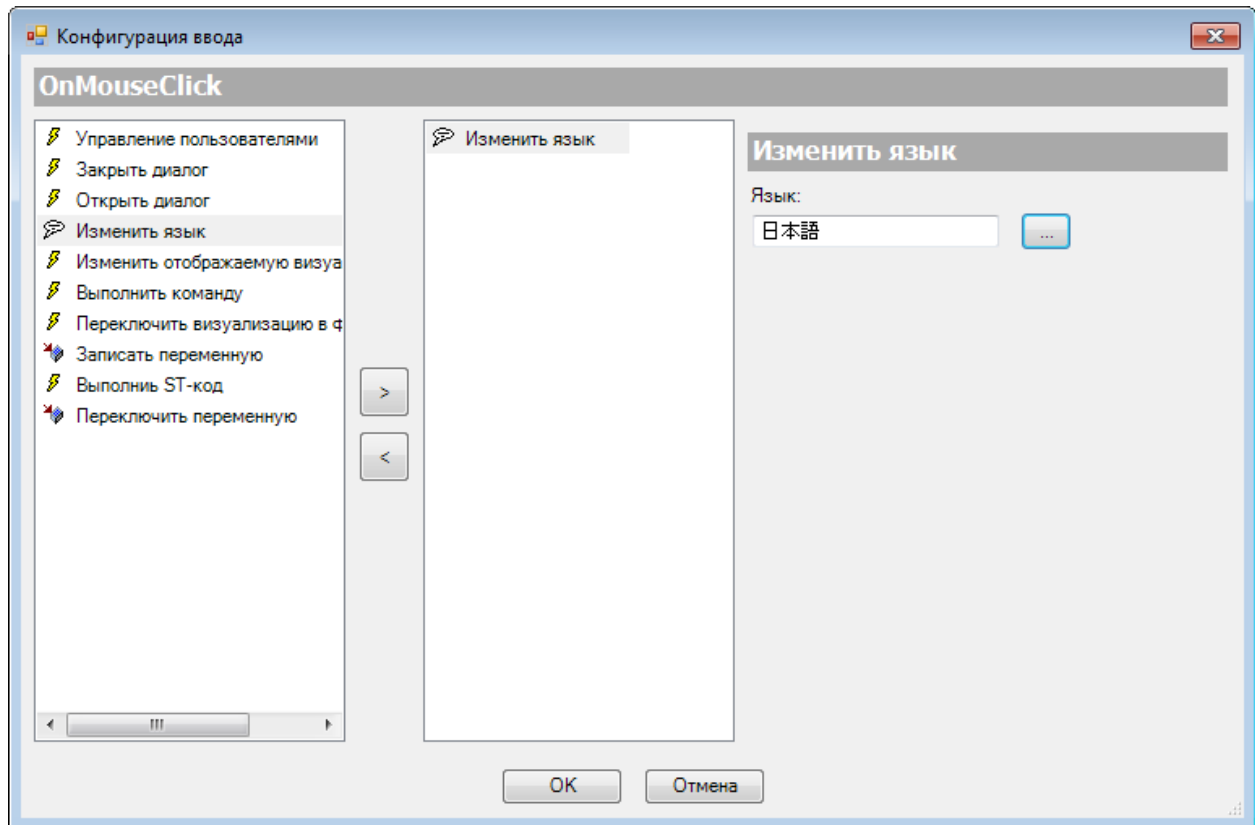 Конфигурация ввода
OnMouseClick
Управление пользователями
Закрыть диалог
Открыть диалог
Изменить язык
Изменить отображаемую визуа
Выполнить команду
Переключить визуализацию в ф
Записать переменную
Выполниь ST-код
Переключить переменную
>
<
Изменить язык
Изменить язык
Язык:
日本語
...
OK
Отмена